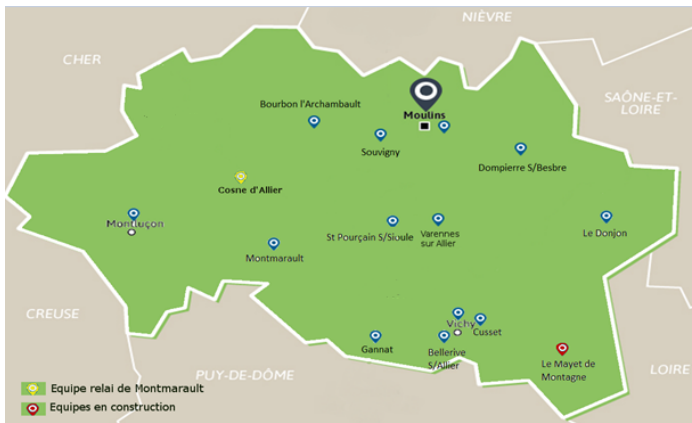 NIÈVRE
CHER
SAÔNE-ET-
LOIRE
Bourbon l'Archambault
Moulins
Souvigny
Dompierre S/Besbre
Cosne d'Allier
Montluçon
St Pourçain S/Sioule
Varennes
sur Allier
Le Donjon
Montmarault
CREUSE
Vichy
Cusset
Gannat
Bellerive
S/Allier
Le Mayet de
Montagne
LOIRE
PUY-DE-DÔME
Equipe relai de Montmarault
Equipes en construction